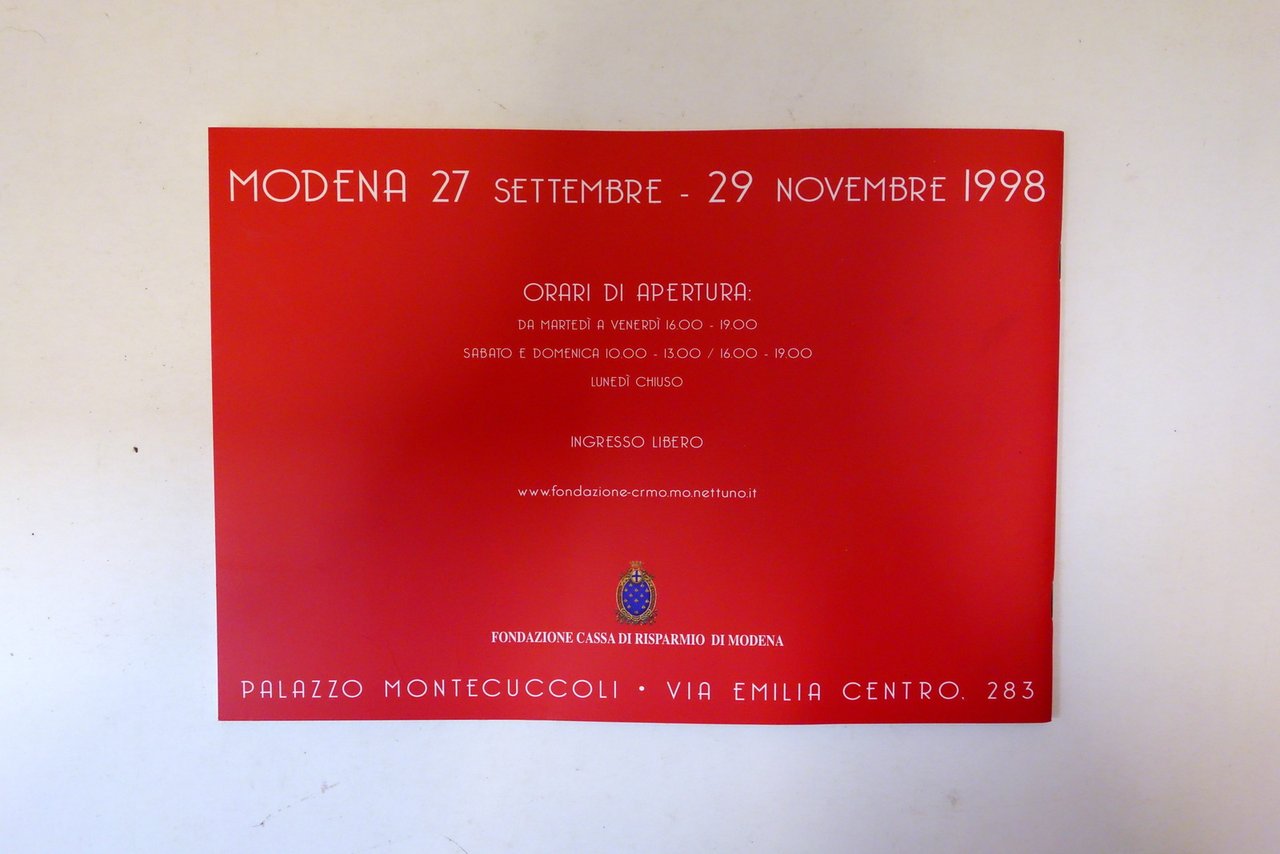 MODENA 27 SETTEMBRE - 29 NOVEMBRE 1998
ORARI DI APERTURA:
DA MARTEDÌ A VENERDÌ 16.00 - 19.00
SABATO E DOMENICA 10.00 - 13.00 / 16.00 - 19.00
LUNEDÌ CHIUSO
INGRESSO LIBERO
www.fondazione-crmo.mo.nettuno.it
FONDAZIONE CASSA DI RISPARMIO DI MODENA
PALAZZO MONTECUCCOLI • VIA EMILIA CENTRO, 283